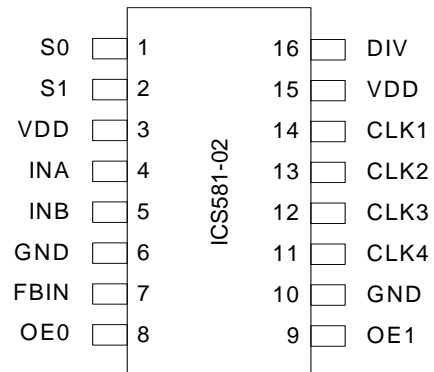 S0 1 16 DIV
S1 2 15 VDD
VDD 3 14 CLK1
INA 4 13 CLK2
INB 5 12 CLK3
GND 6 11 CLK4
FBIN 7 10 GND
OE0 8 9 OE1
ICS581-02